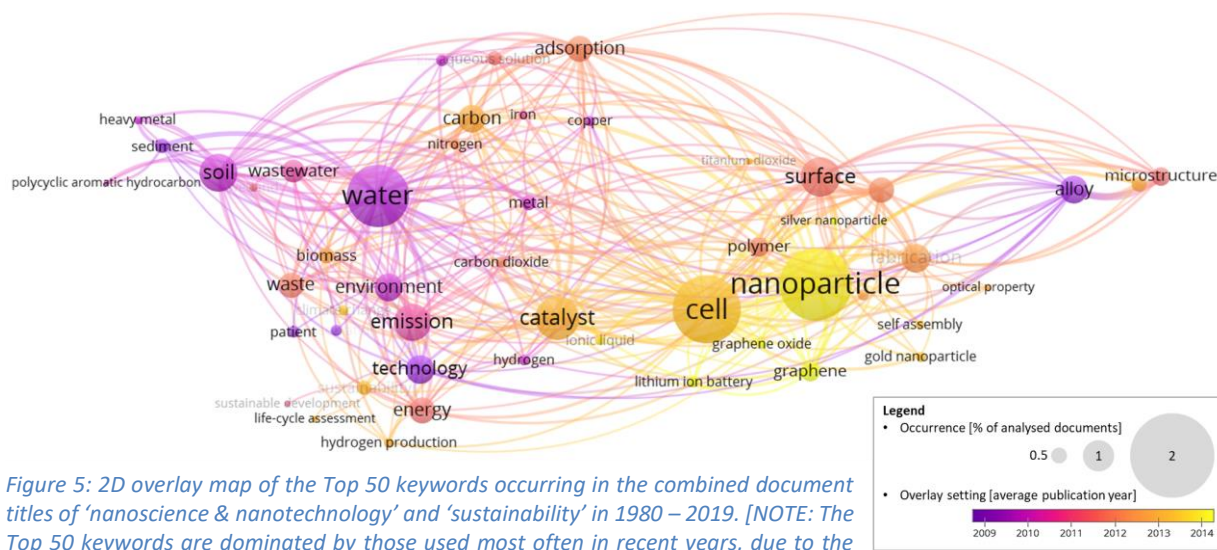 adsorption
aqueous solution
heavy metal
carbon
iron
copper
sediment
nitrogen
titanium dioxide
soil
wastewater
surface
microstructure
polycyclic aromatic hydrocarbon
water
alloy
metal
silver nanoparticle
biomass
carbon dioxide
polymer
fabrication
waste
environment
nanoparticle
optical property
climate change
emission
catalyst
cell
patient
ionic liquid
graphene oxide
self assembly
technology
hydrogen
gold nanoparticle
sustainability
lithium ion battery
graphene
sustainable development
energy
life-cycle assessment
hydrogen production
Legend
• Occurrence [% of analysed documents]
0.5 1 2
• Overlay setting [average publication year]
2009 2010 2011 2012 2013 2014
Figure 5: 2D overlay map of the Top 50 keywords occurring in the combined document
titles of ‘nanoscience & nanotechnology’ and ‘sustainability’ in 1980 – 2019. [NOTE: The
Top 50 keywords are dominated by those used most often in recent years, due to the